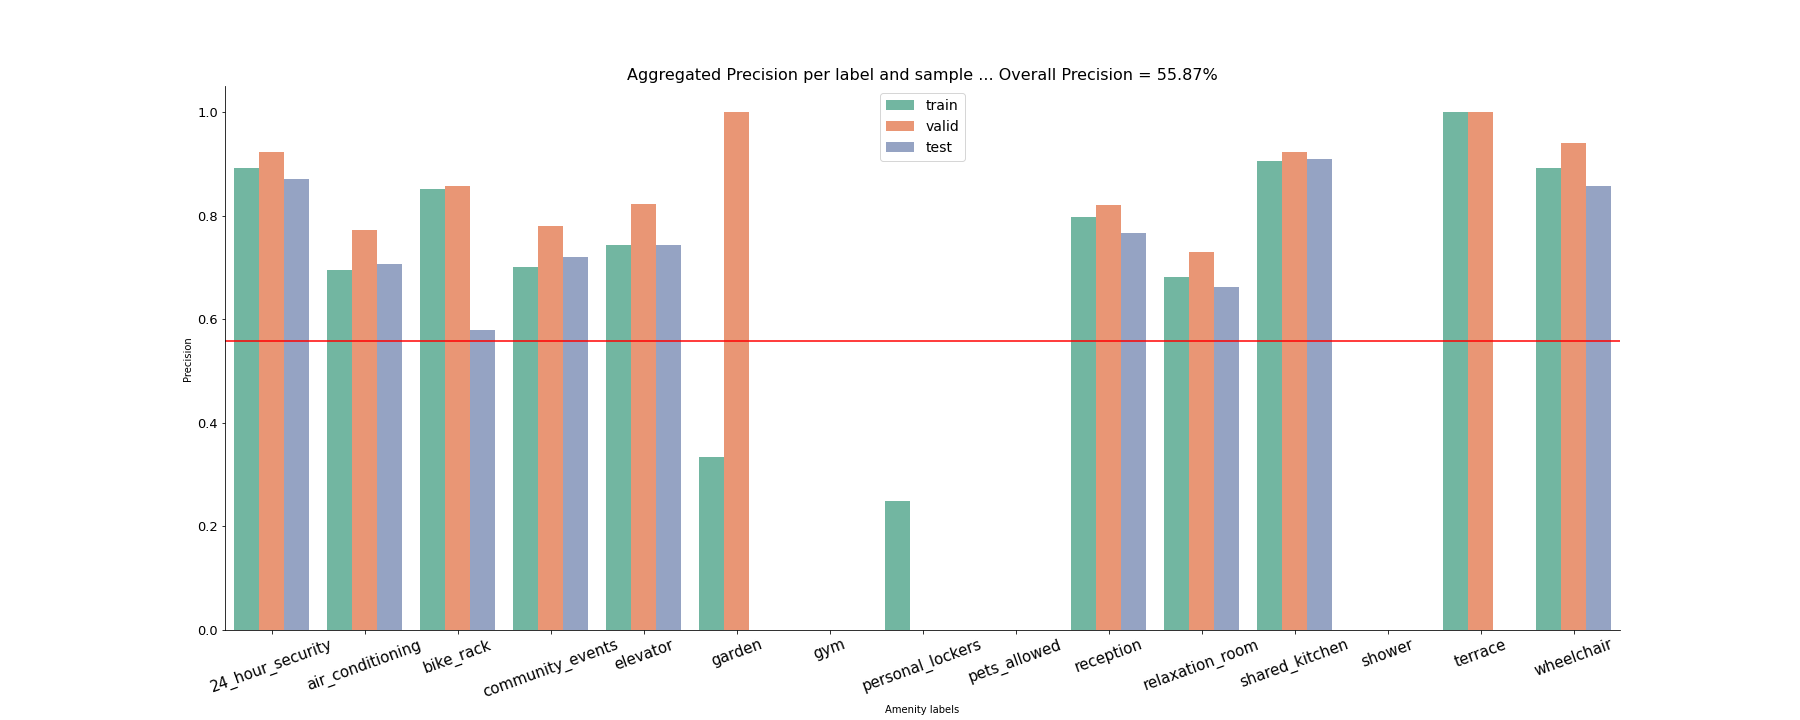 Aggregated Precision per label and sample ... Overall Precision = 55.87%
train
valid
test
1.0
0.8
0.6
0.4
0.2
0.0
Precision
24_hour_security
air_conditioning
bike_rack
community_events
elevator
garden
gym
personal_lockers
pets_allowed
reception
relaxation_room
shared_kitchen
shower
terrace
wheelchair
Amenity labels